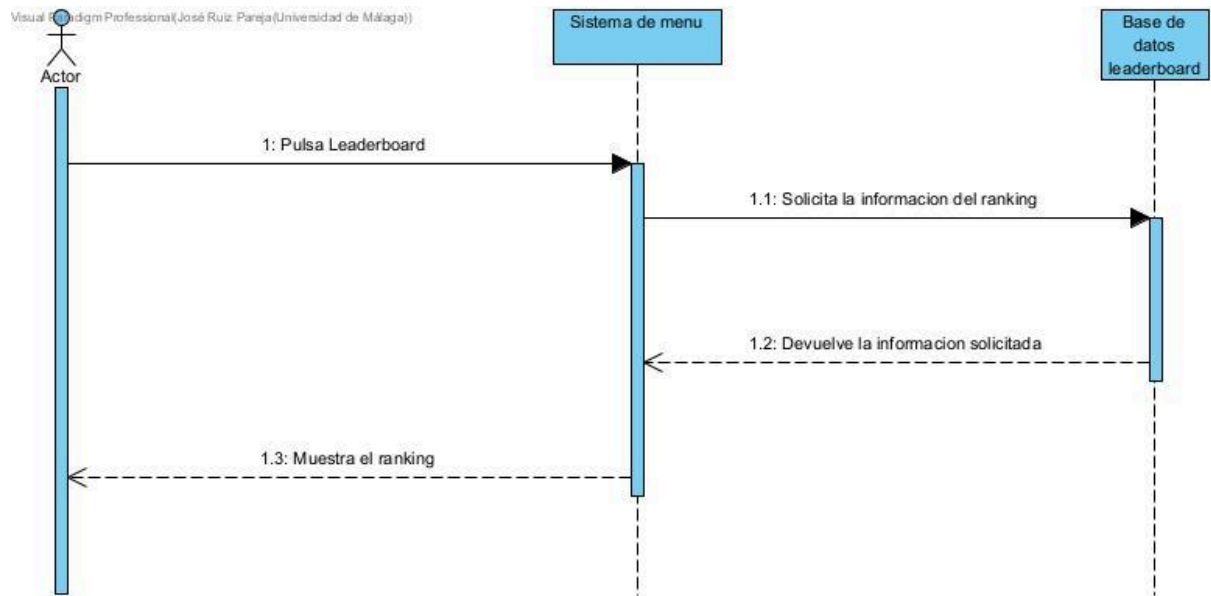 Visual Paradigm Professional(José Ruiz Pareja(Universidad de Málaga))
Actor
Sistema de menu
Base de
datos
leaderboard
1: Pulsa Leaderboard
1.1: Solicita la informacion del ranking
1.2: Devuelve la informacion solicitada
1.3: Muestra el ranking